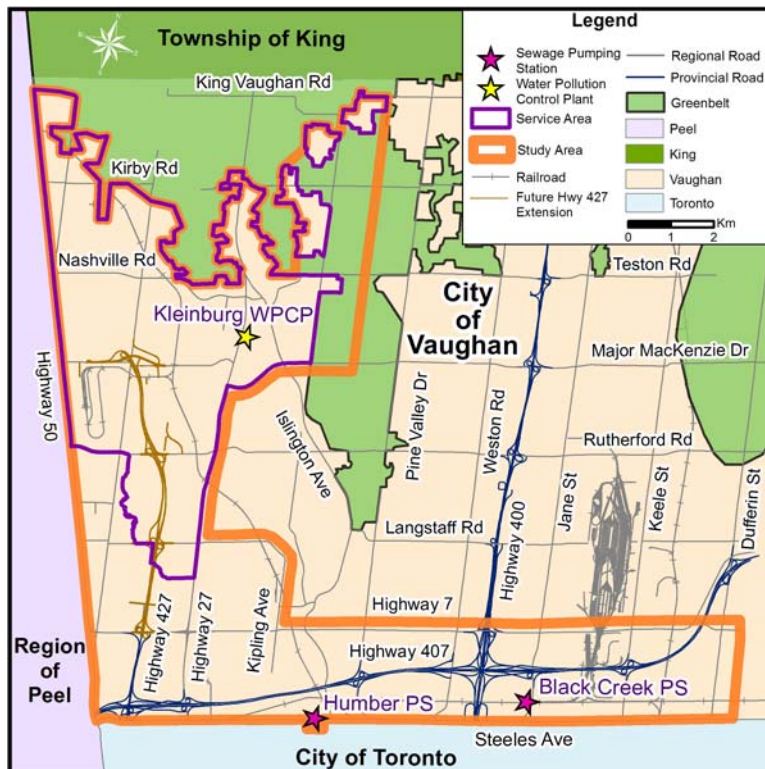 Township of King
King Vaughan Rd
Kirby Rd
Nashville Rd
Kleinburg WPCP
Highway 50
City
of
Vaughan
Teston Rd
Major MacKenzie Dr
Islington Ave
Pine Valley Dr
Weston Rd
Rutherford Rd
Jane St
Keele St
Dufferin St
Langstaff Rd
Highway 400
Highway 7
Region
of
Peel
Highway 427
Highway 27
Kipling Ave
Highway 407
Humber PS
Black Creek PS
Steeles Ave
City of Toronto
Legend
Sewage Pumping
Station
Water Pollution
Control Plant
Service Area
Study Area
Railroad
Future Hwy 427
Extension
Regional Road
Provincial Road
Greenbelt
Peel
King
Vaughan
Toronto
Km
0 1 2